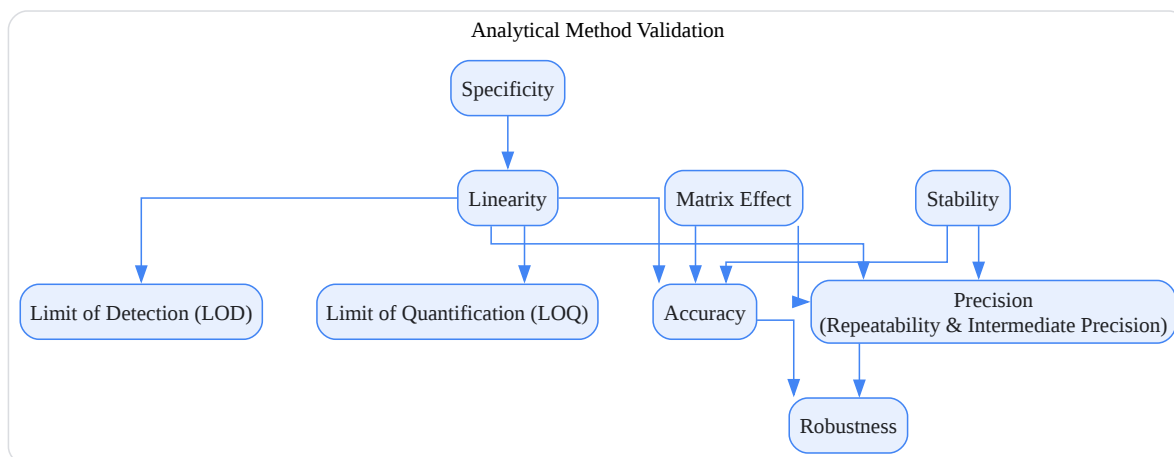 Analytical Method Validation
Specificity
Linearity
Matrix Effect
Stability
Limit of Detection (LOD)
Limit of Quantification (LOQ)
Accuracy
Precision
(Repeatability & Intermediate Precision)
Robustness